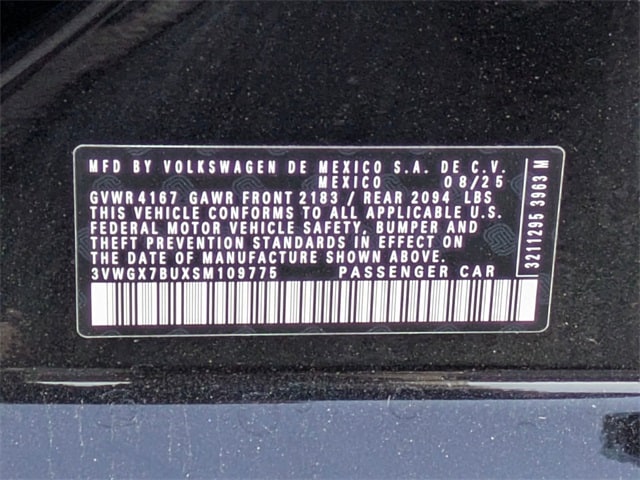 MFD BY VOLKSWAGEN DE MEXICO S.A. DE C.V.
MEXICO 08/25
GVWR 4167 GAWR FRONT 2183 / REAR 2094 LBS
THIS VEHICLE CONFORMS TO ALL APPLICABLE U.S.
FEDERAL MOTOR VEHICLE SAFETY, BUMPER AND
THEFT PREVENTION STANDARDS IN EFFECT ON
THE DATE OF MANUFACTURE SHOWN ABOVE.
3VWGX7BUXSM109775 PASSENGER CAR
3211295 3963 M